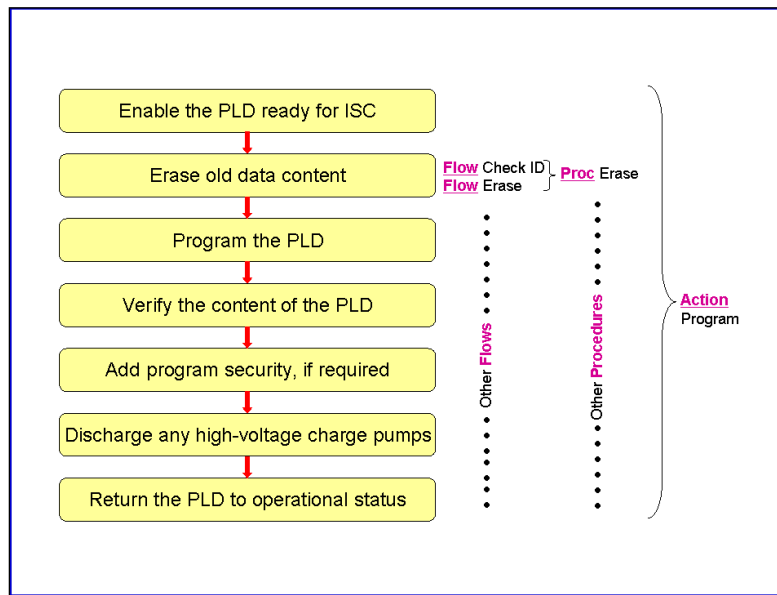 Enable the PLD ready for ISC
Erase old data content
Flow Check ID
Flow Erase
Proc Erase
Program the PLD
Verify the content of the PLD
Add program security, if required
Discharge any high-voltage charge pumps
Return the PLD to operational status
Other Flows
Other Procedures
Action
Program